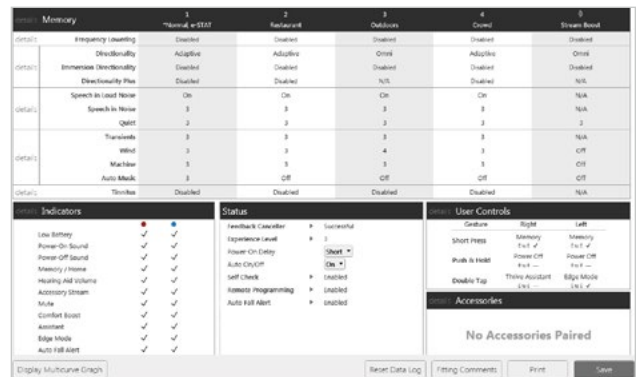 details Memory 1 *Normal, e-STAT 2 Restaurant 3 Outdoors 4 Crowd 0 Stream Boost
details Frequency Lowering Disabled Disabled Disabled Disabled Disabled
Directionality Adaptive Adaptive Omni Adaptive Omni
details Immersion Directionality Disabled Disabled Disabled Disabled Disabled
Directionality Plus Disabled Disabled N/A Disabled N/A
Speech in Loud Noise On On On On N/A
details Speech in Noise 3 3 3 3 N/A
Quiet 3 3 3 3 3
Transients 3 3 3 3 N/A
details Wind 3 3 4 3 Off
Machine 3 3 3 3 Off
Auto Music 3 Off Off Off Off
details Tinnitus Disabled Disabled Disabled Disabled N/A
details Indicators
Low Battery ✓ ✓
Power-On Sound ✓ ✓
Power-Off Sound ✓ ✓
Memory / Home ✓ ✓
Hearing Aid Volume ✓ ✓
Accessory Stream ✓ ✓
Mute ✓ ✓
Comfort Boost ✓ ✓
Assistant ✓ ✓
Edge Mode ✓ ✓
Auto Fall Alert ✓ ✓
Status
Feedback Canceller Successful
Experience Level 3
Power-On Delay Short
Auto On/Off On
Self Check Enabled
Remote Programming Enabled
Auto Fall Alert Enabled
details User Controls
Gesture Right Left
Short Press Memory Memory
Ext ✓ Ext ✓
Push & Hold Power Off Power Off
Ext — Ext —
Double Tap Thrive Assistant Edge Mode
Ext — Ext ✓
details Accessories
No Accessories Paired
Display Multicurve Graph Reset Data Log Fitting Comments Print Save